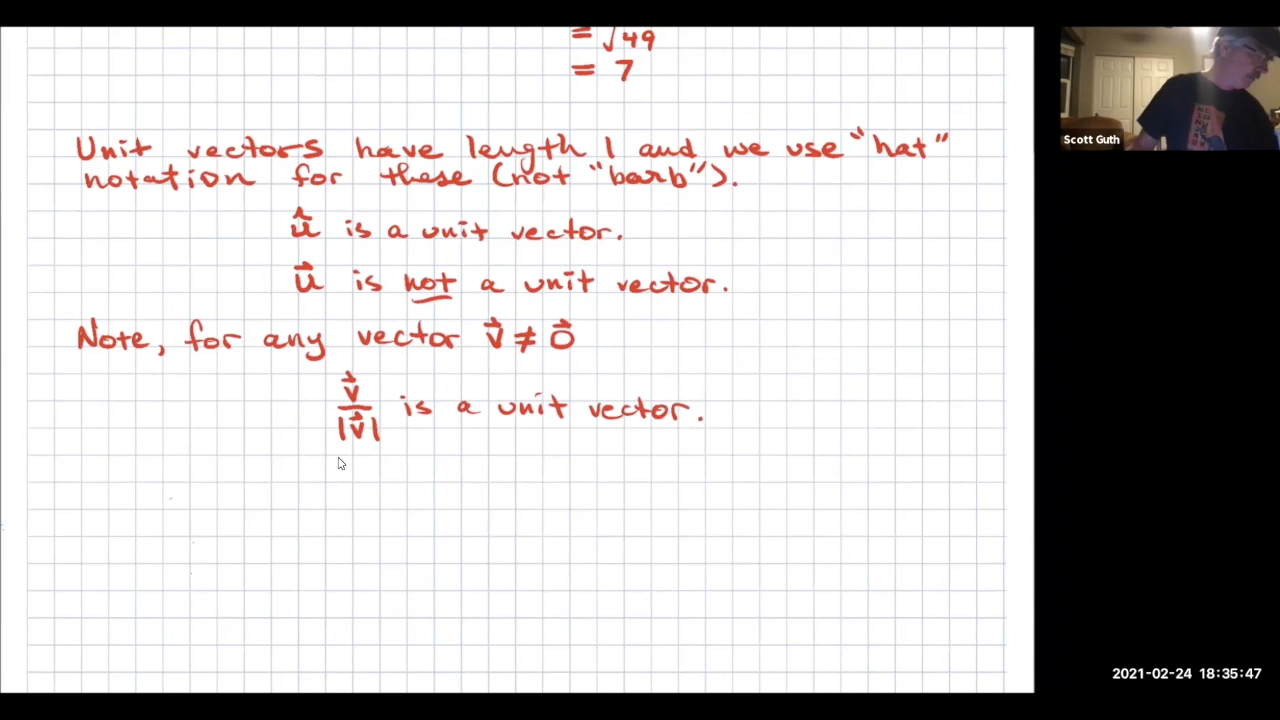 = √49
= 7
Unit vectors have length 1 and we use "hat"
notation for these (not "barb").
û is a unit vector.
u⃗ is not a unit vector.
Note, for any vector v⃗ ≠ 0⃗
v⃗
|v⃗| is a unit vector.
Scott Guth
2021-02-24 18:35:47